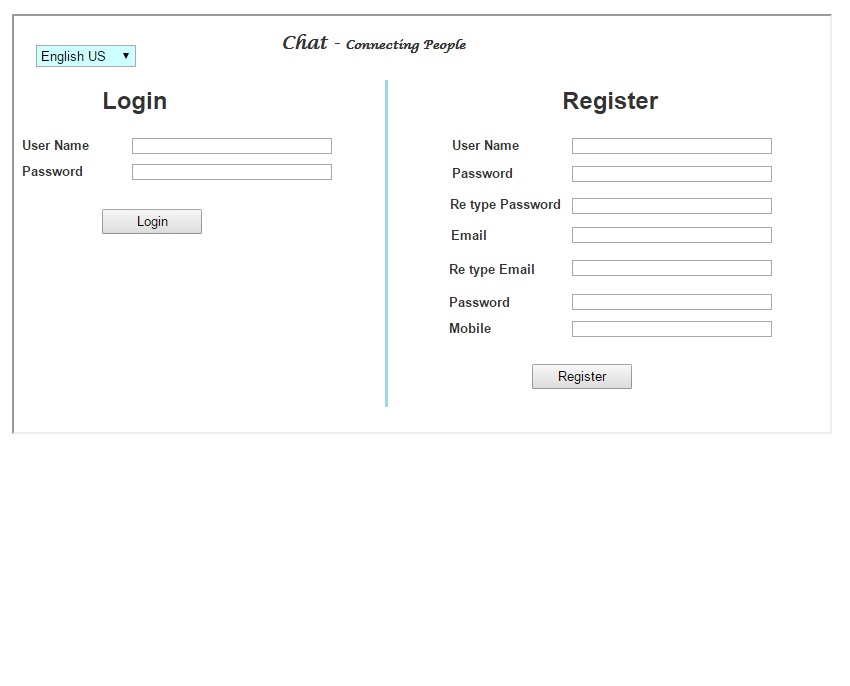 Chat - Connecting People
English US
Login
User Name
Password
Login
Register
User Name
Password
Re type Password
Email
Re type Email
Password
Mobile
Register